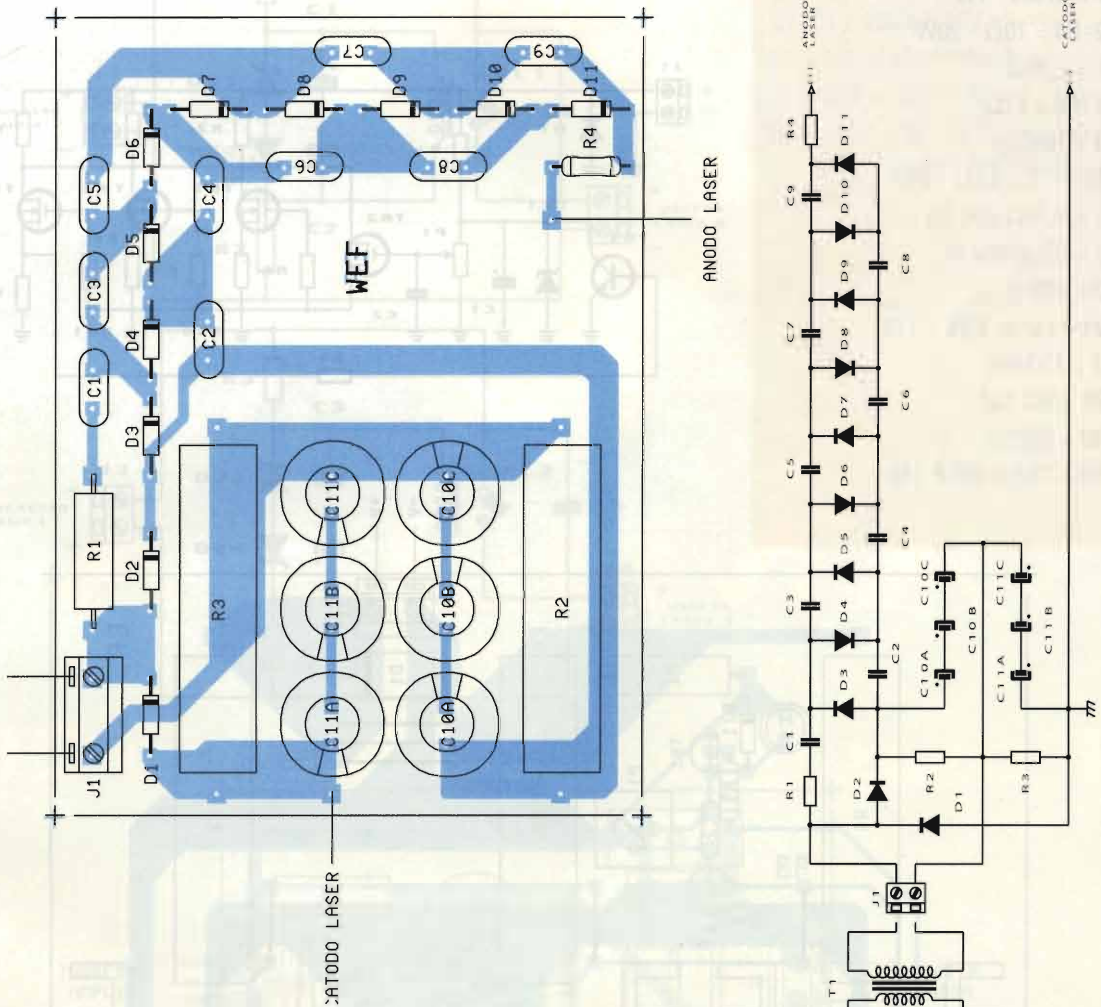 C7
C9
D7
D8
D9
D10
D11
D6
R4
C5
C4
C6
C8
D5
C3
WEF
ANODO LASER
D4
C2
C1
D3
R1
C11C
C10C
D2
R3
C11B
C10B
R2
C11A
C10A
J1
D1
CATODO LASER
ANODO
LASER
CATODO
LASER
R4
D11
C9
D10
C8
D9
C7
D8
C6
D7
C5
D6
C4
D5
C3
D4
C2
D3
C1
C10A
C10B
C10C
C11A
C11B
C11C
R1
D2
R2
R3
D1
J1
T1